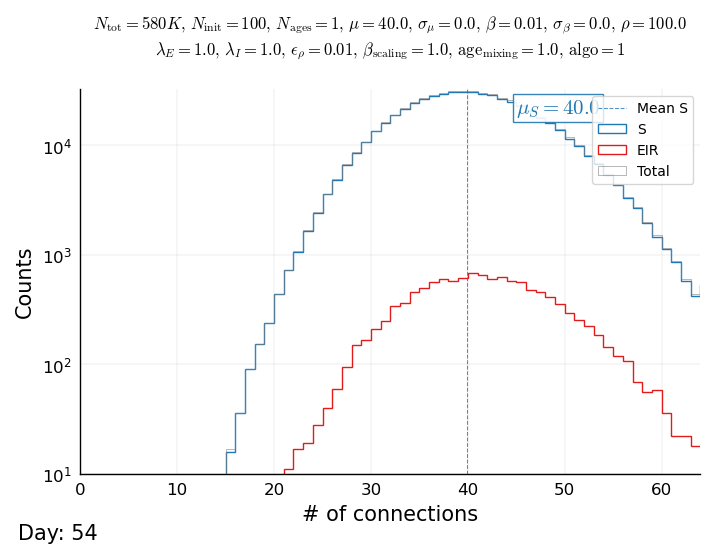 N_tot = 580K, N_init = 100, N_ages = 1, μ = 40.0, σ_μ = 0.0, β = 0.01, σ_β = 0.0, ρ = 100.0
λ_E = 1.0, λ_I = 1.0, ϵ_ρ = 0.01, β_scaling = 1.0, age_mixing = 1.0, algo = 1
μ_S = 40.0
Mean S
S
EIR
Total
10^4
10^3
10^2
10^1
Counts
0 10 20 30 40 50 60
# of connections
Day: 54